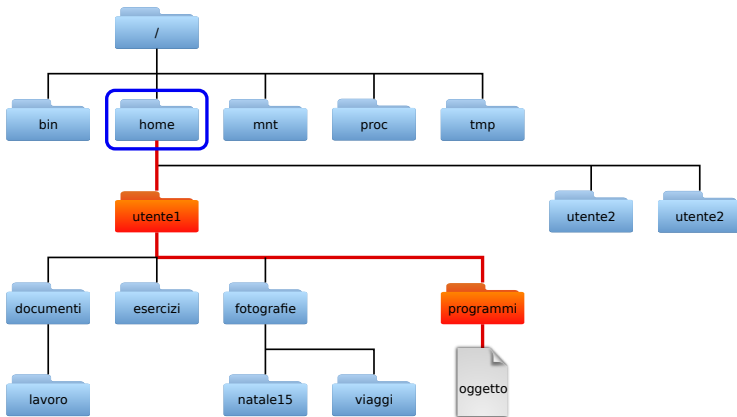 /
bin home mnt proc tmp
utente1 utente2 utente2
documenti esercizi fotografie programmi
lavoro natale15 viaggi oggetto